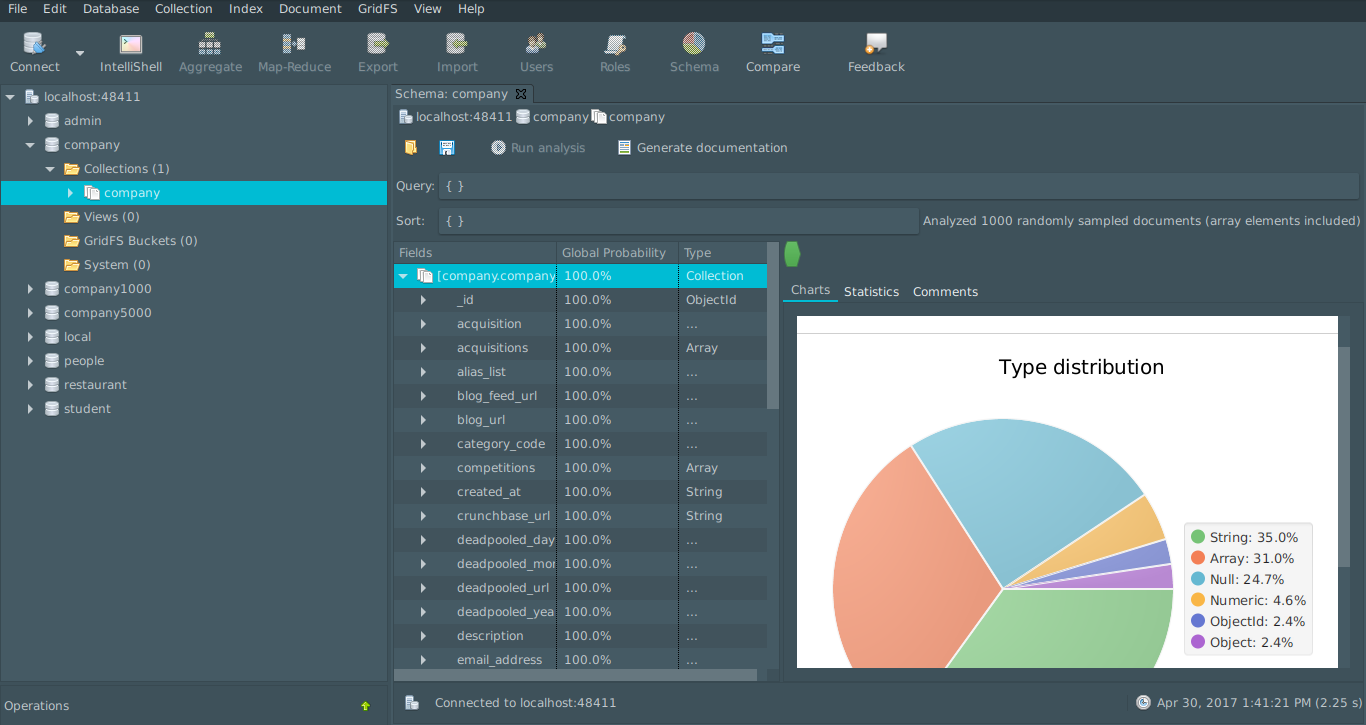 File Edit Database Collection Index Document GridFS View Help
Connect IntelliShell Aggregate Map-Reduce Export Import Users Roles Schema Compare Feedback
localhost:48411
admin
company
Collections (1)
company
Views (0)
GridFS Buckets (0)
System (0)
company1000
company5000
local
people
restaurant
student
Operations
Schema: company
localhost:48411 company company
Run analysis Generate documentation
Query: { }
Sort: { } Analyzed 1000 randomly sampled documents (array elements included)
Fields Global Probability Type
[company.company 100.0% Collection
_id 100.0% ObjectId
acquisition 100.0% ...
acquisitions 100.0% Array
alias_list 100.0% ...
blog_feed_url 100.0% ...
blog_url 100.0% ...
category_code 100.0% ...
competitions 100.0% Array
created_at 100.0% String
crunchbase_url 100.0% String
deadpooled_day 100.0% ...
deadpooled_mon 100.0% ...
deadpooled_url 100.0% ...
deadpooled_yea 100.0% ...
description 100.0% ...
email_address 100.0% ...
Charts Statistics Comments
Type distribution
String: 35.0%
Array: 31.0%
Null: 24.7%
Numeric: 4.6%
ObjectId: 2.4%
Object: 2.4%
Connected to localhost:48411
Apr 30, 2017 1:41:21 PM (2.25 s)